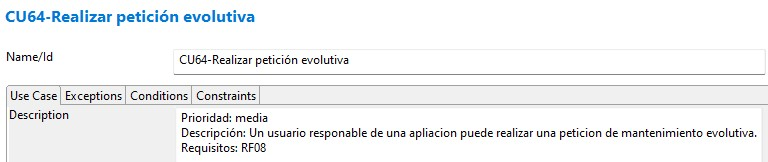 CU64-Realizar petición evolutiva
Name/Id
CU64-Realizar petición evolutiva
Use Case Exceptions Conditions Constraints
Description
Prioridad: media
Descripción: Un usuario responsable de una apliacion puede realizar una peticion de mantenimiento evolutiva.
Requisitos: RF08